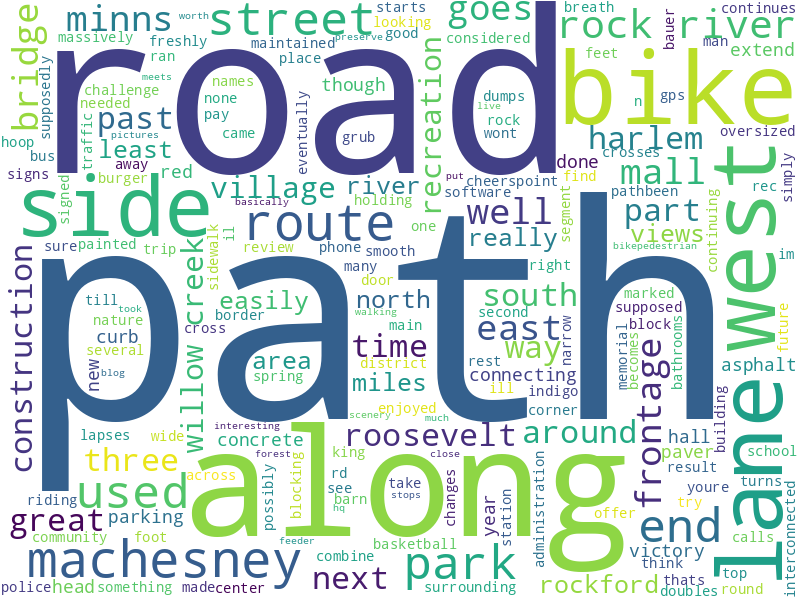 minns
street
goes
rock river
starts
breath
continues
massively
freshly
maintained
looking
good
considered
worth
preserve
bauer
man
feet
extend
bridge
supposedly
ran
place
meets
road
bike
challenge
needed
names
none
pay
though
recreation
dumps
rock
wont
live
n
gps
hoop
bus
traffic
past
came
pictures
grub
eventually
harlem
oversized
signs
least
away
burger
red
village
river
cheerspoint
software
done
crosses
signed
side
basically
holding
one
put
find
pathbeen
mall
rec
simply
route
well
really
segment
part
views
bikepedestrian
lane west
sure
painted
trip
sidewalk
ill
review
phone
smooth
many
door
right
continuing
im
path
construction
till
nature
took
curb
several
new
blog
willow creek
easily
border
cross
area
spring
north
main
walking
second
south
east
way
narrow
marked
supposed
block
memorial
becomes
bathrooms
future
time
district
miles
enjoyed
rest
connecting
ill
indigo
corner
frontage
asphalt
along
lapses
wide
concrete
interesting
forest
king
scenery
roosevelt
much
close
around
hall
paver
building
school
three
used
across
possibly
blocking
rd
see
barn
hq
take
stops
changes
year
station
administration
result
youre
try
turns
interconnected
riding
great
parking
community
foot
feeder
basketball
combine
park
end
offer
victory
think
calls
machesney
next
surrounding
rockford
thats
doubles
top
round
police
head
something
made
center